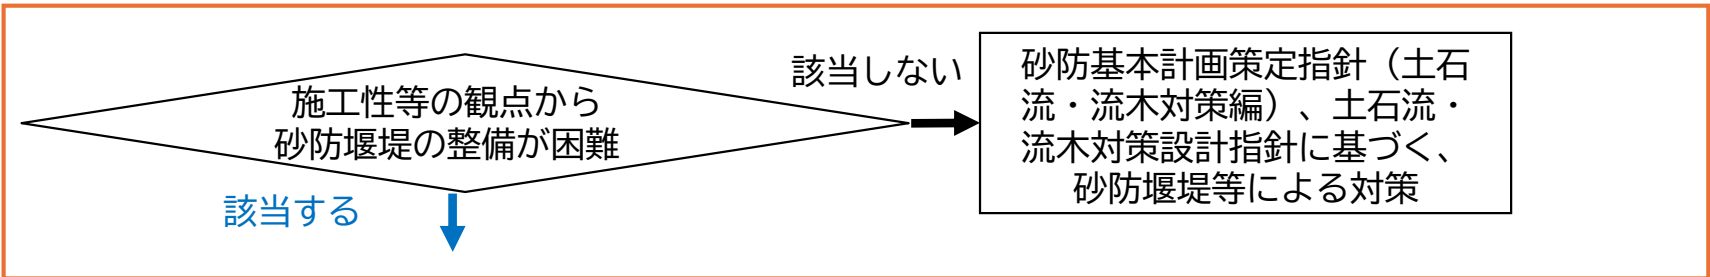 施工性等の観点から
砂防堰堤の整備が困難
該当しない
砂防基本計画策定指針（土石
流・流木対策編）、土石流・
流木対策設計指針に基づく、
砂防堰堤等による対策
該当する